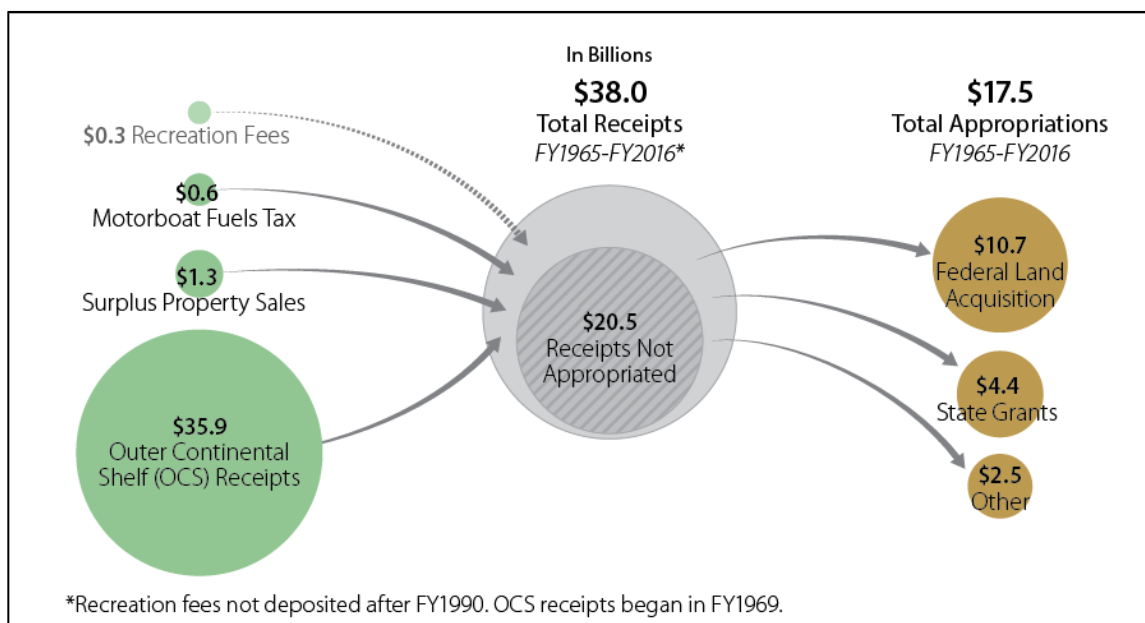 In Billions
$38.0
Total Receipts
FY1965-FY2016*
$17.5
Total Appropriations
FY1965-FY2016
$0.3 Recreation Fees
$0.6
Motorboat Fuels Tax
$1.3
Surplus Property Sales
$35.9
Outer Continental
Shelf (OCS) Receipts
$20.5
Receipts Not
Appropriated
$10.7
Federal Land
Acquisition
$4.4
State Grants
$2.5
Other
*Recreation fees not deposited after FY1990. OCS receipts began in FY1969.